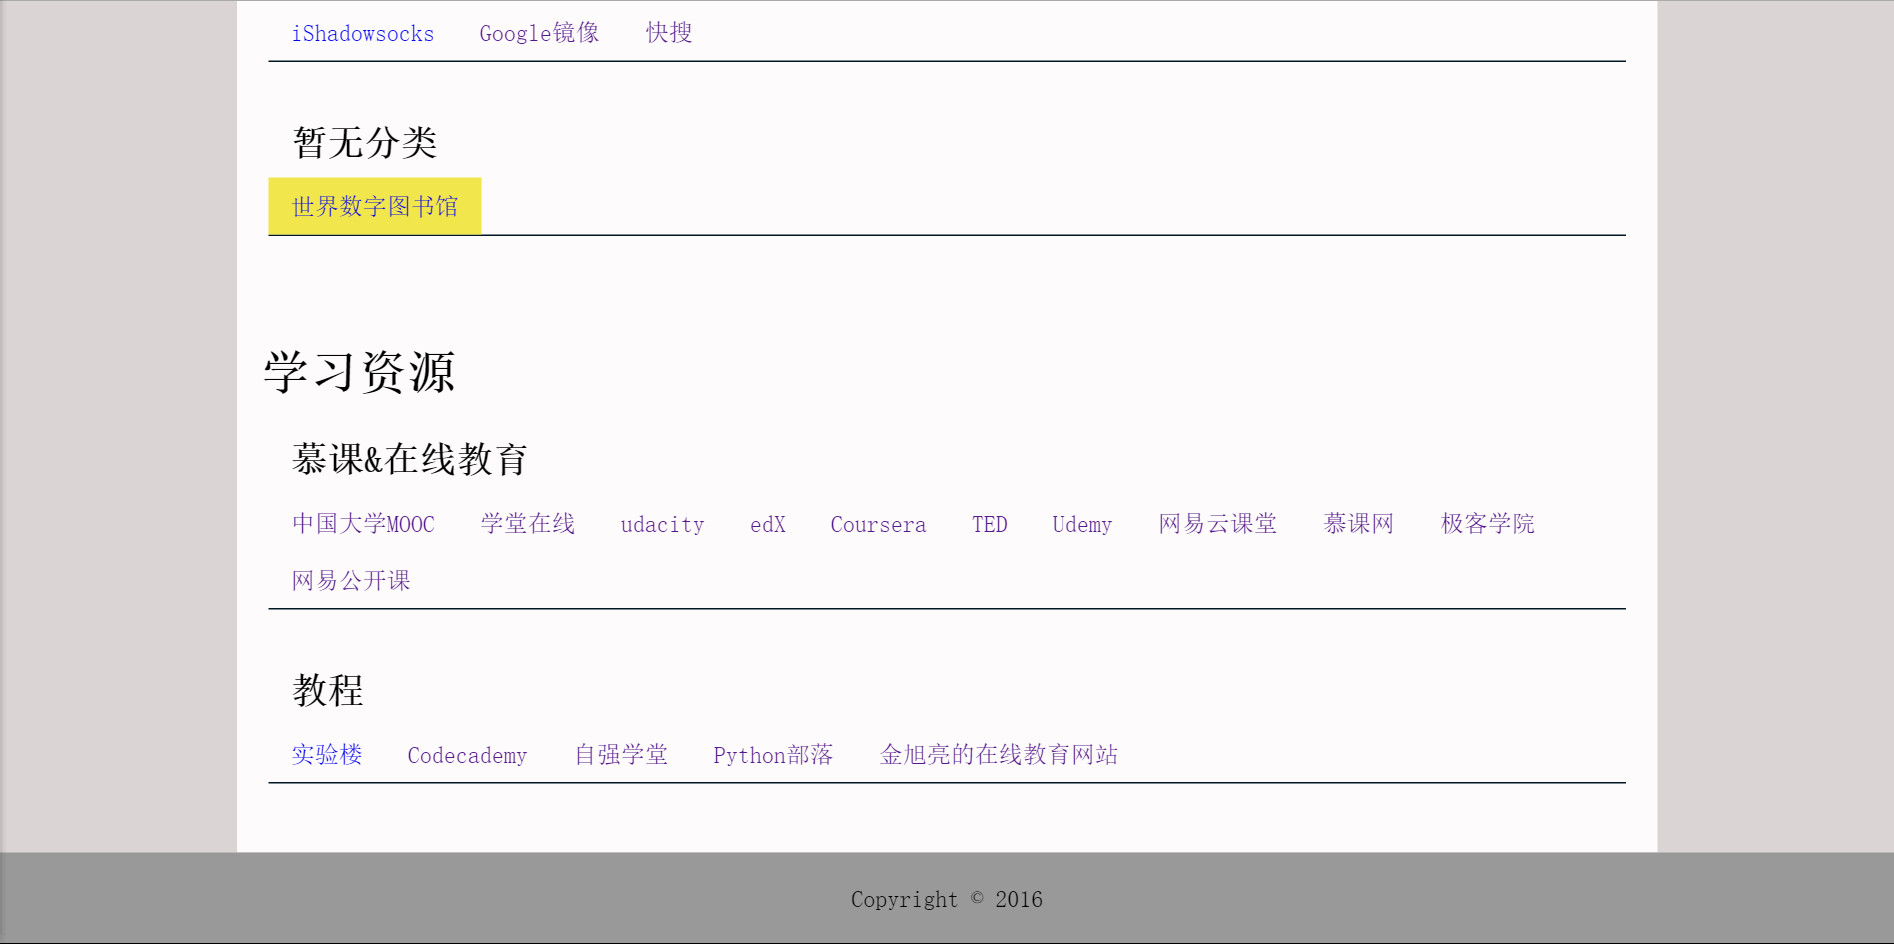 iShadowsocks Google镜像 快搜
暂无分类
世界数字图书馆
学习资源
慕课&在线教育
中国大学MOOC 学堂在线 udacity edX Coursera TED Udemy 网易云课堂 慕课网 极客学院
网易公开课
教程
实验楼 Codecademy 自强学堂 Python部落 金旭亮的在线教育网站
Copyright © 2016